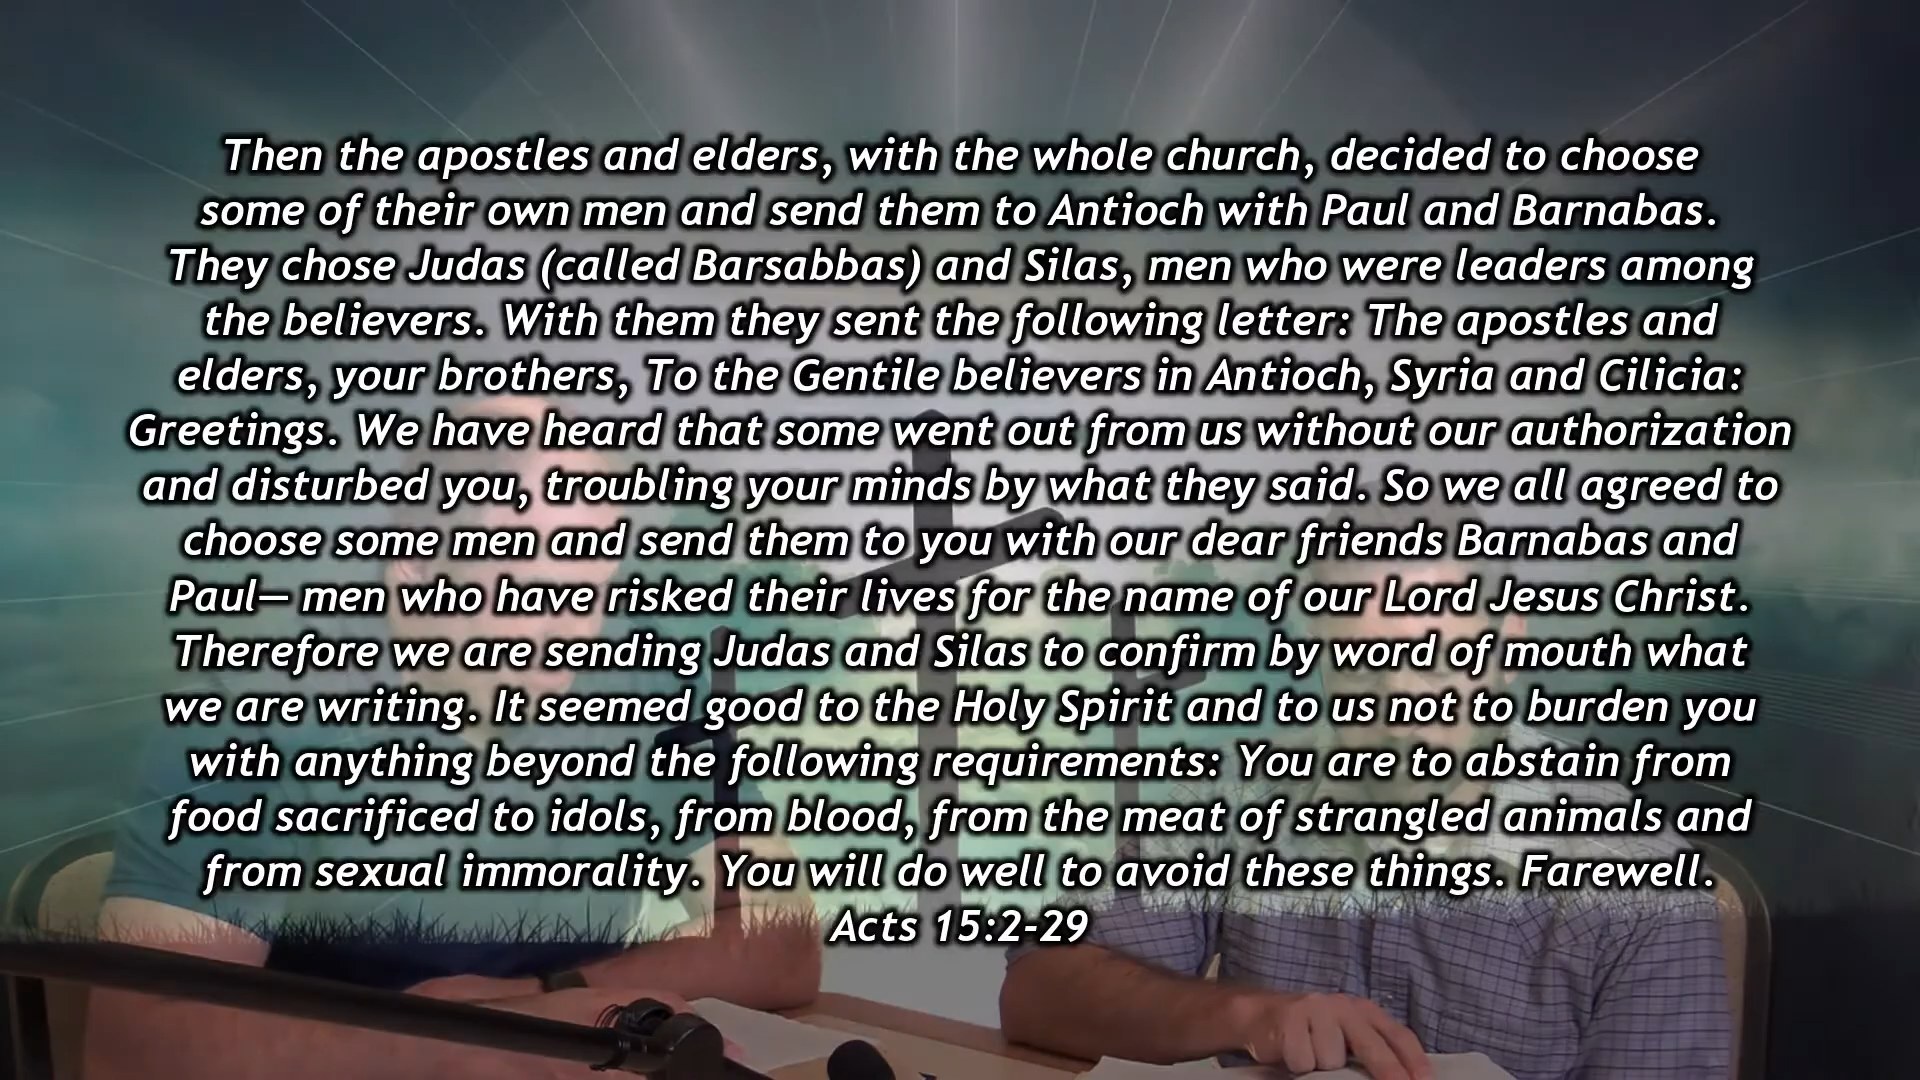 Then the apostles and elders, with the whole church, decided to choose
some of their own men and send them to Antioch with Paul and Barnabas.
They chose Judas (called Barsabbas) and Silas, men who were leaders among
the believers. With them they sent the following letter: The apostles and
elders, your brothers, To the Gentile believers in Antioch, Syria and Cilicia:
Greetings. We have heard that some went out from us without our authorization
and disturbed you, troubling your minds by what they said. So we all agreed to
choose some men and send them to you with our dear friends Barnabas and
Paul— men who have risked their lives for the name of our Lord Jesus Christ.
Therefore we are sending Judas and Silas to confirm by word of mouth what
we are writing. It seemed good to the Holy Spirit and to us not to burden you
with anything beyond the following requirements: You are to abstain from
food sacrificed to idols, from blood, from the meat of strangled animals and
from sexual immorality. You will do well to avoid these things. Farewell.
Acts 15:2-29